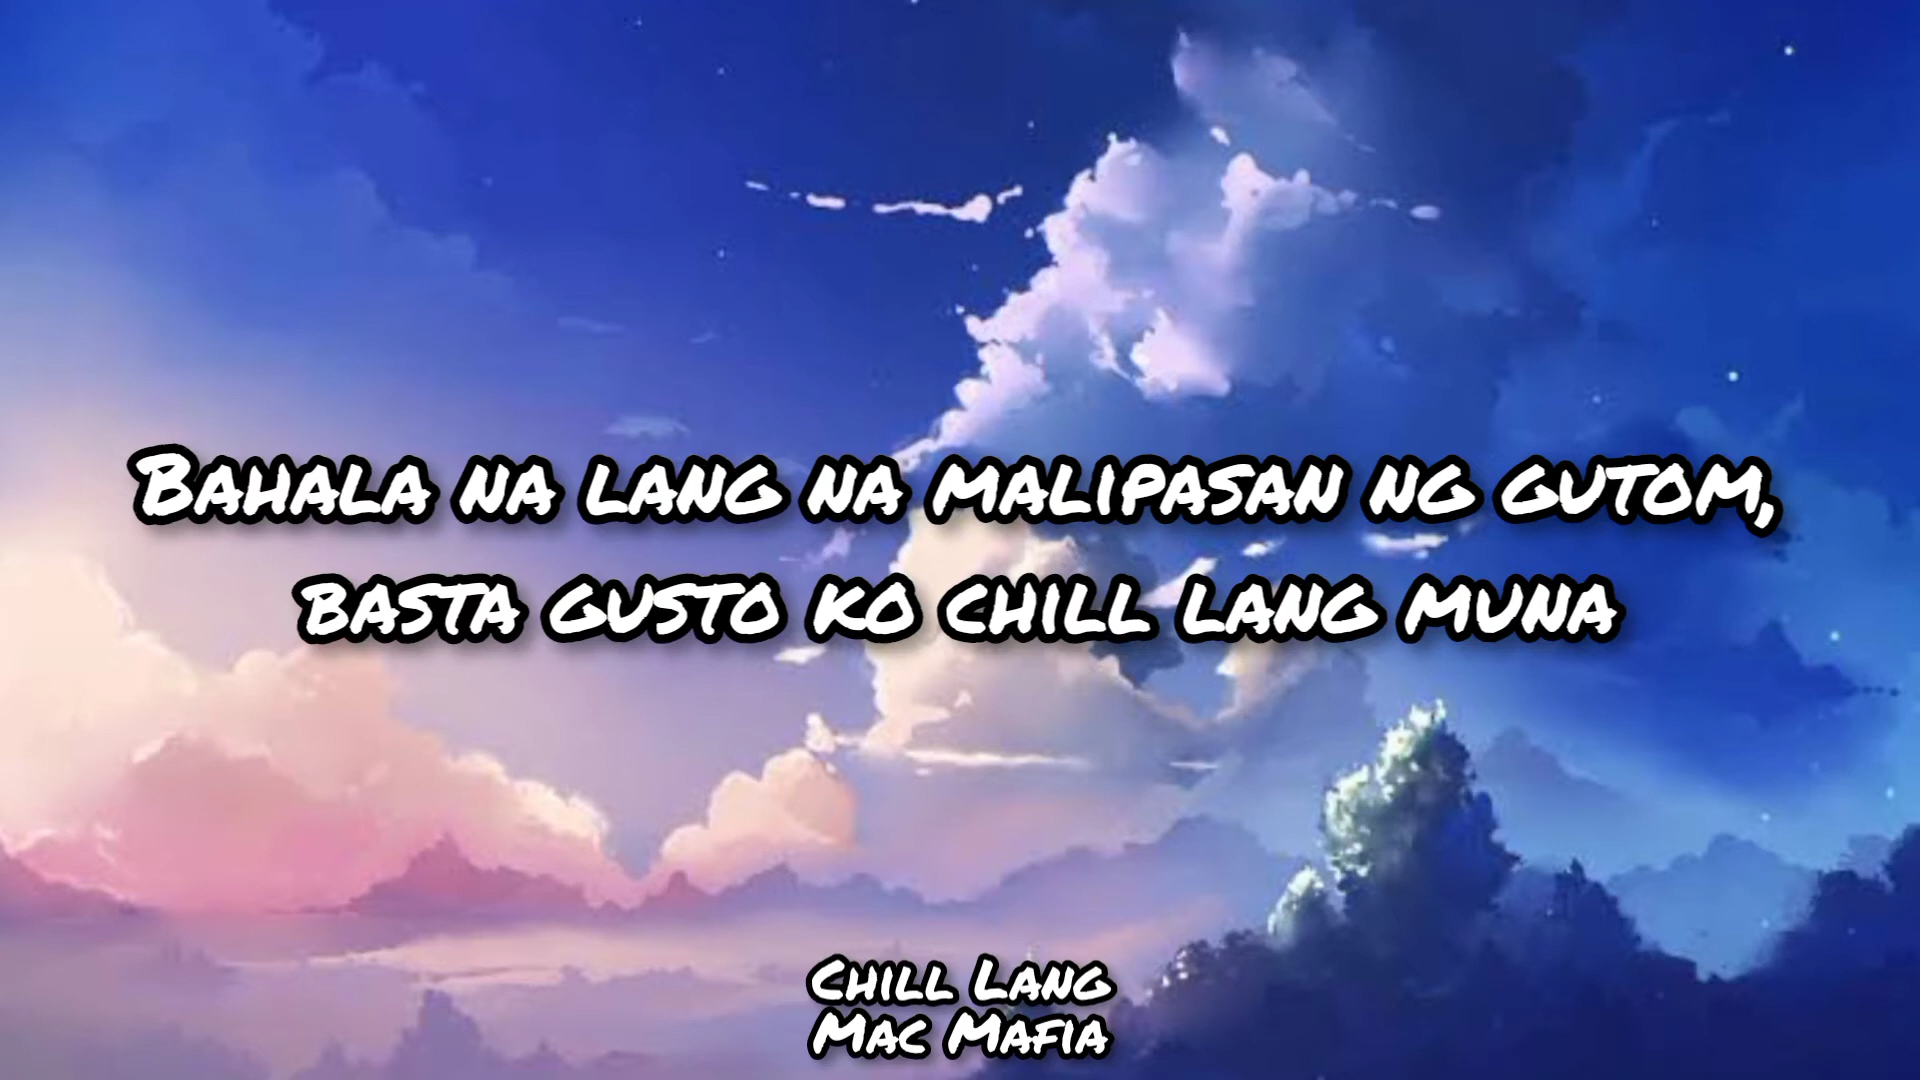 Bahala na lang na malipasan ng gutom,
basta gusto ko chill lang muna
Chill Lang
Mac Mafia